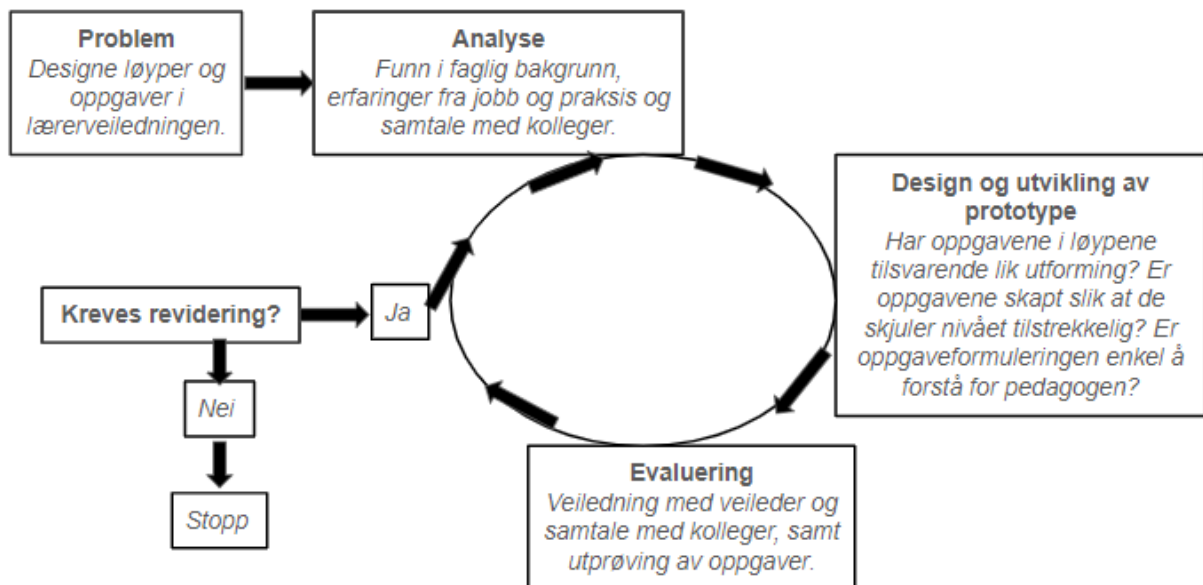 Problem
Designe løyper og
oppgaver i
lærerveiledningen.
Analyse
Funn i faglig bakgrunn,
erfaringer fra jobb og praksis og
samtale med kolleger.
Design og utvikling av
prototype
Har oppgavene i løypene
tilsvarende lik utforming? Er
oppgavene skapt slik at de
skjuler nivået tilstrekkelig? Er
oppgaveformuleringen enkel å
forstå for pedagogen?
Evaluering
Veiledning med veileder og
samtale med kolleger, samt
utprøving av oppgaver.
Kreves revidering?
Ja
Nei
Stopp